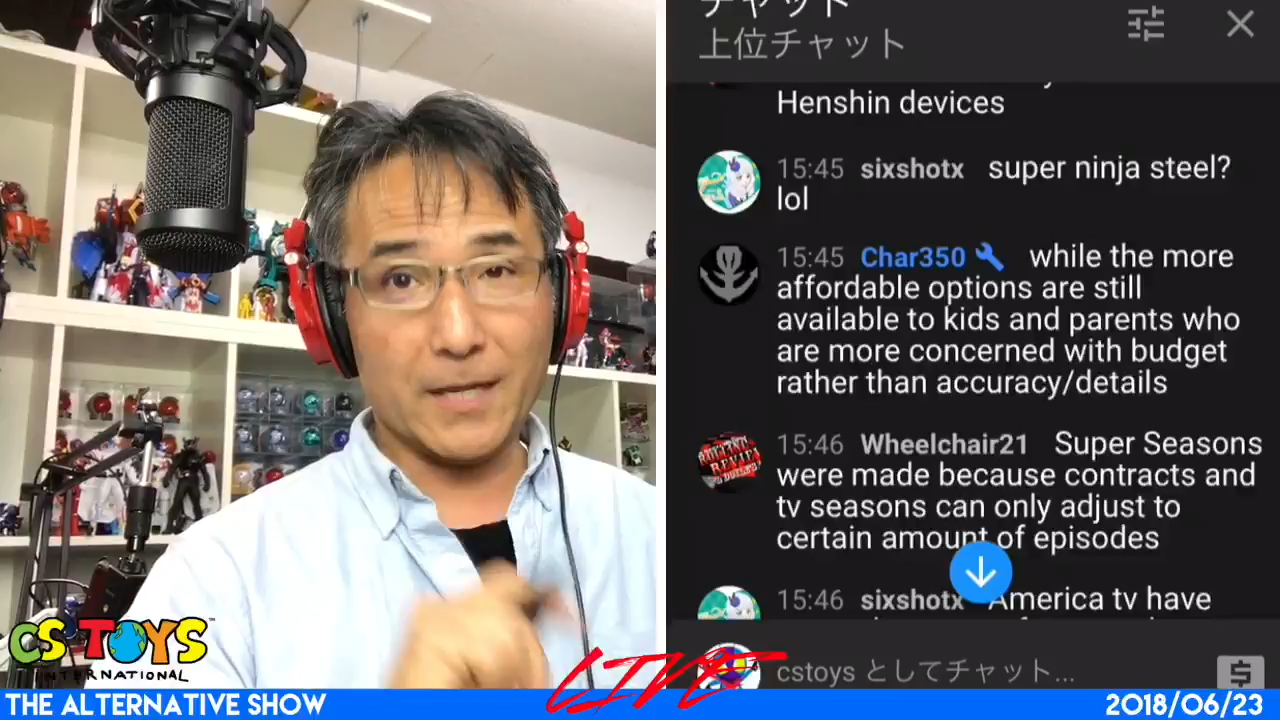 チャット
上位チャット
Henshin devices
15:45 sixshotx super ninja steel?
lol
15:45 Char350 while the more
affordable options are still
available to kids and parents who
are more concerned with budget
rather than accuracy/details
15:46 Wheelchair21 Super Seasons
were made because contracts and
tv seasons can only adjust to
certain amount of episodes
15:46 sixshotx America tv have
cstoys としてチャット...
CS TOYS™
INTERNATIONAL
LIVE
THE ALTERNATIVE SHOW
2018/06/23